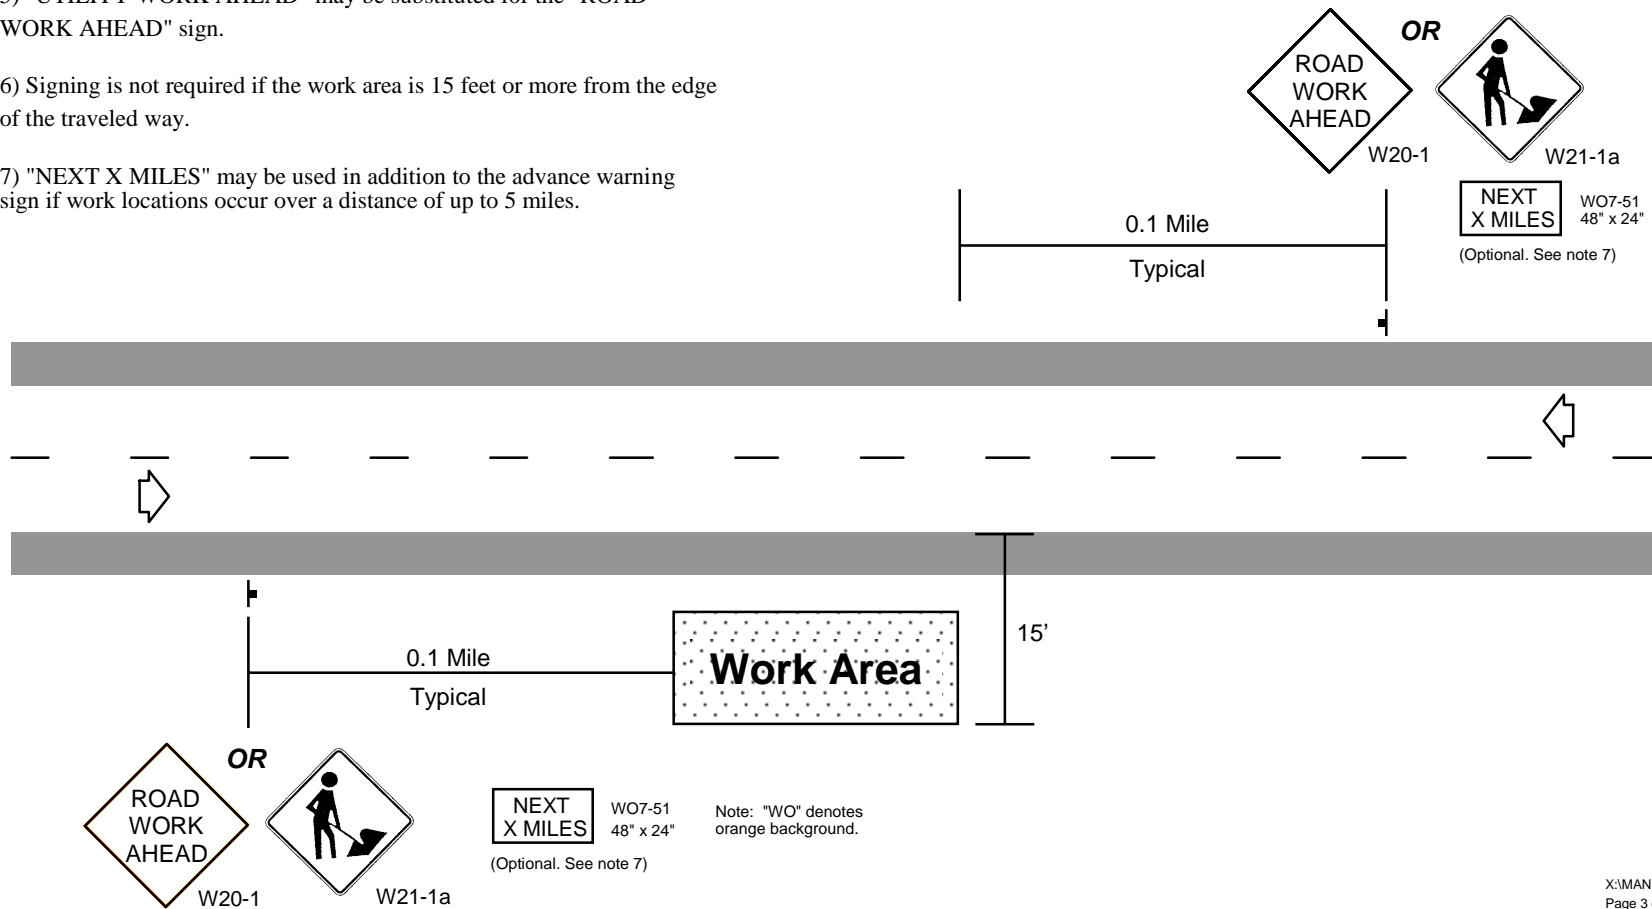 5) "UTILITY WORK AHEAD" may be substituted for the "ROAD
WORK AHEAD" sign.
6) Signing is not required if the work area is 15 feet or more from the edge
of the traveled way.
7) "NEXT X MILES" may be used in addition to the advance warning
sign if work locations occur over a distance of up to 5 miles.
OR
ROAD
WORK
AHEAD
W20-1
W21-1a
NEXT
X MILES
WO7-51
48" x 24"
(Optional. See note 7)
0.1 Mile
Typical
15’
0.1 Mile
Typical
Work Area
OR
ROAD
WORK
AHEAD
W20-1
W21-1a
NEXT
X MILES
WO7-51
48" x 24"
(Optional. See note 7)
Note: "WO" denotes
orange background.
X:\MAN
Page 3